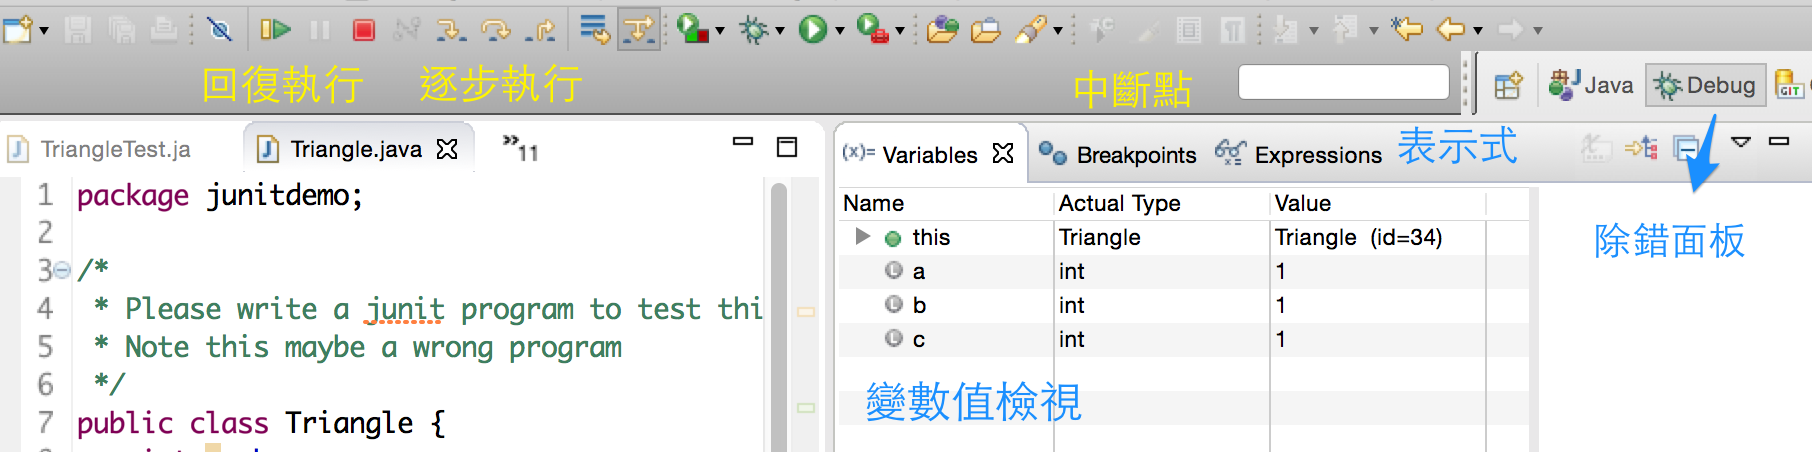 回復執行 逐步執行 中斷點
GIT
Java Debug
TriangleTest.ja Triangle.java »11
(x)= Variables Breakpoints Expressions 表示式
Name Actual Type Value
this Triangle Triangle (id=34)
a int 1
b int 1
c int 1
變數值檢視
除錯面板
1 package junitdemo;
2
3 /*
4 * Please write a junit program to test thi
5 * Note this maybe a wrong program
6 */
7 public class Triangle {